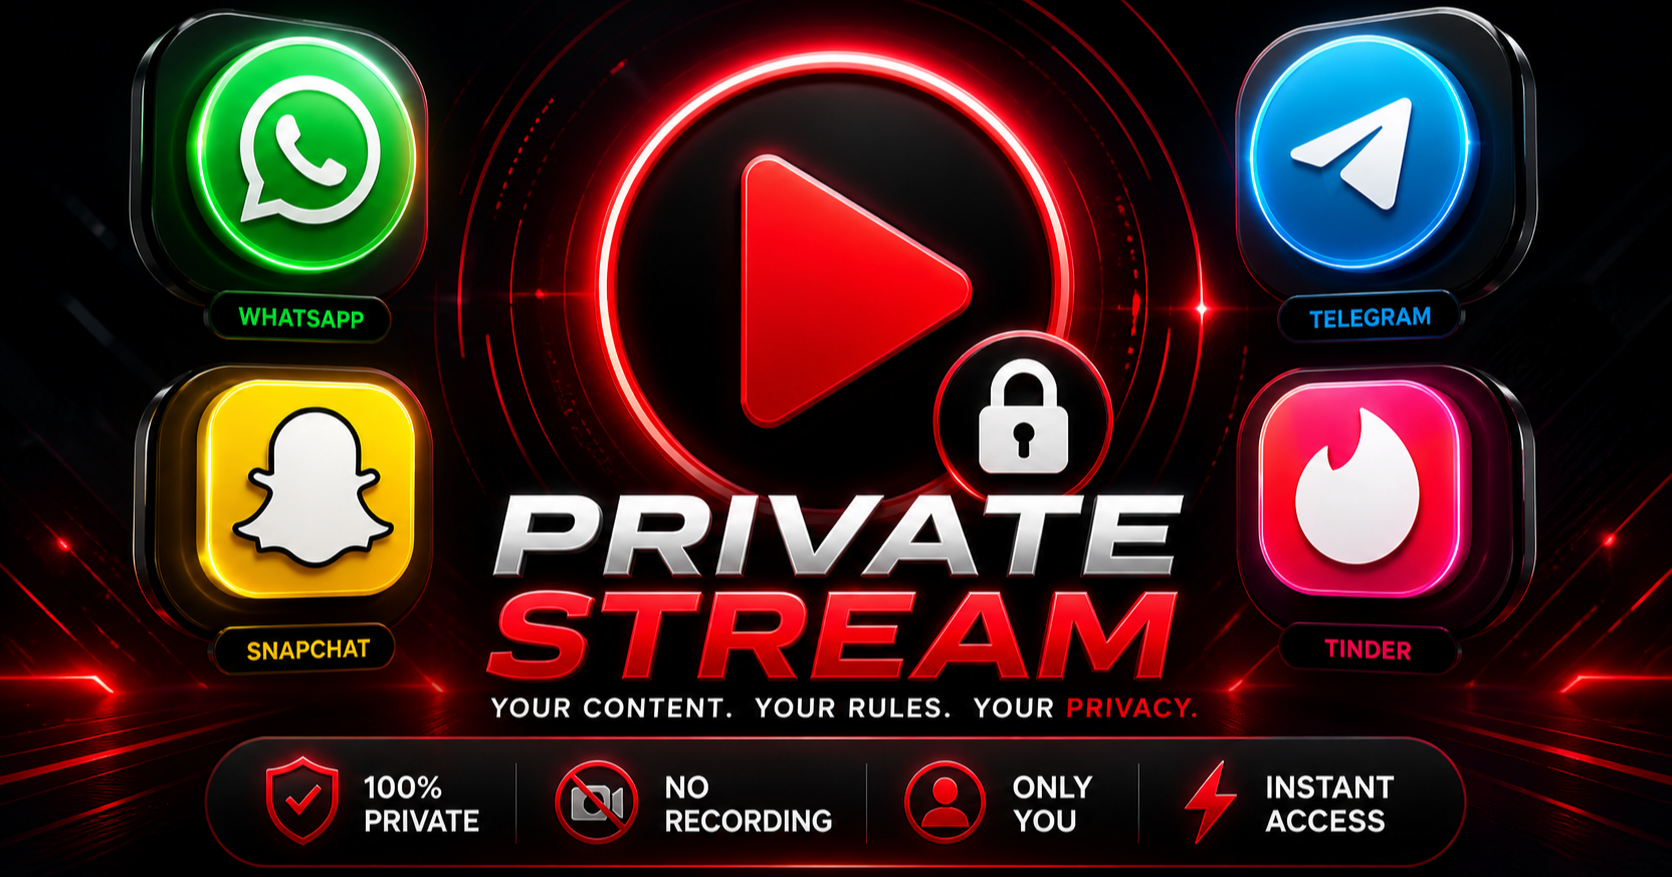 WHATSAPP
TELEGRAM
SNAPCHAT
TINDER
PRIVATE
STREAM
YOUR CONTENT. YOUR RULES. YOUR PRIVACY.
100%
PRIVATE
NO
RECORDING
ONLY
YOU
INSTANT
ACCESS